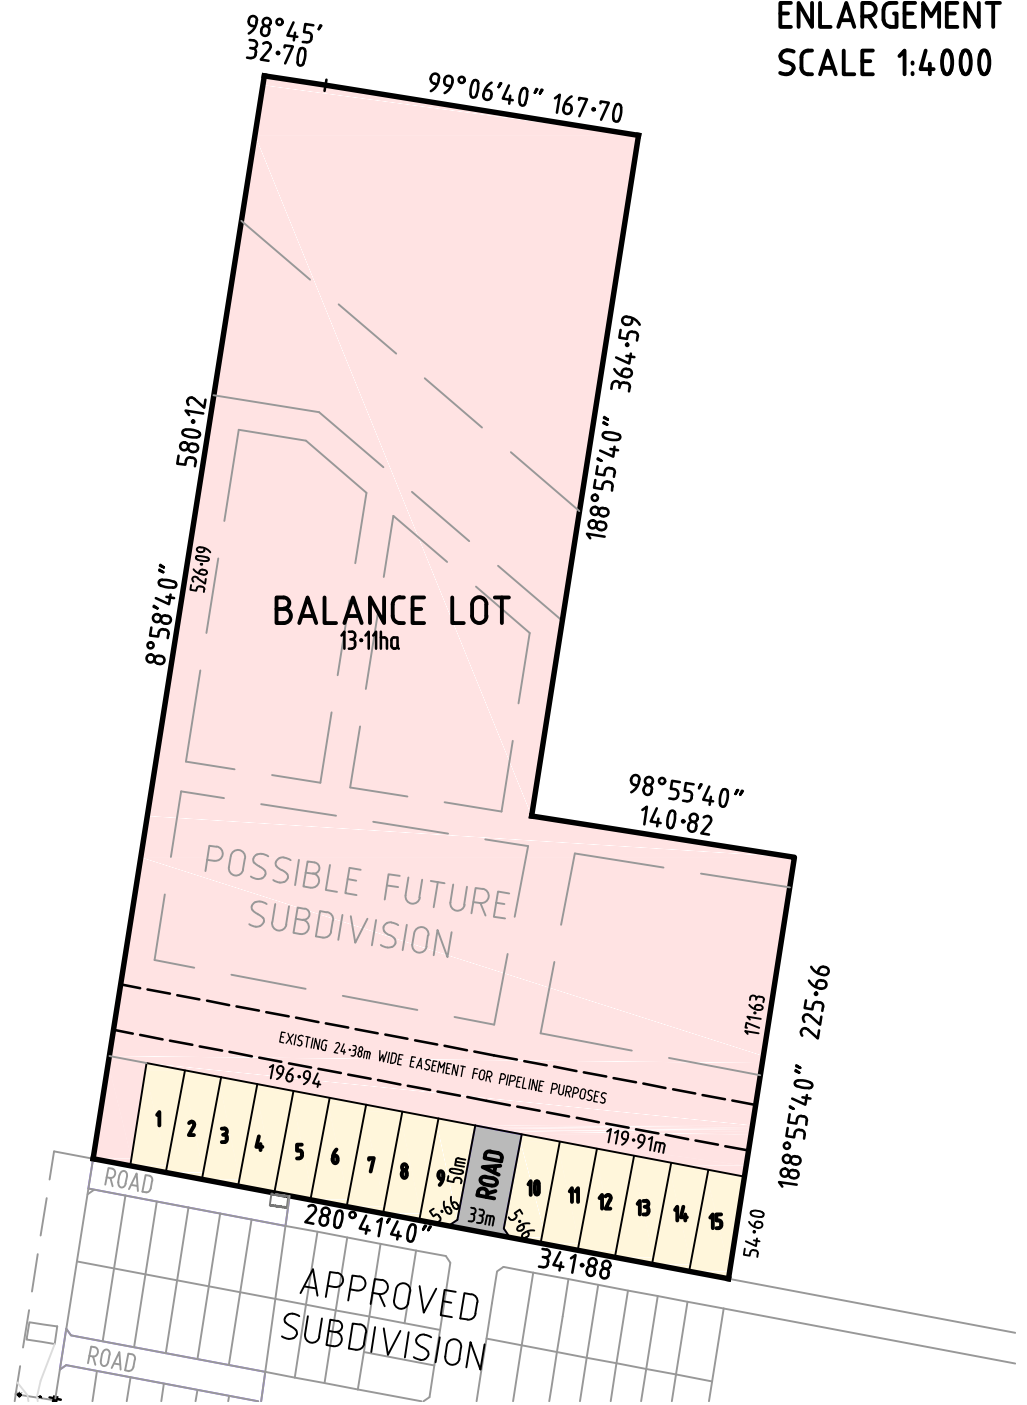 ENLARGEMENT
SCALE 1:4000
98°45’
32·70
99°06’40” 167·70
364·59
188°55’40”
580·12
8°58’40”
526·09
BALANCE LOT
13·11ha
98°55’40”
140·82
POSSIBLE FUTURE
SUBDIVISION
171·63
225·66
188°55’40”
EXISTING 24·38m WIDE EASEMENT FOR PIPELINE PURPOSES
196·94
119·91m
1
2
3
4
5
6
7
8
9
50m
ROAD
10
11
12
13
14
15
5·66
33m
5·66
54·60
ROAD
280°41’40”
341·88
APPROVED
SUBDIVISION
ROAD